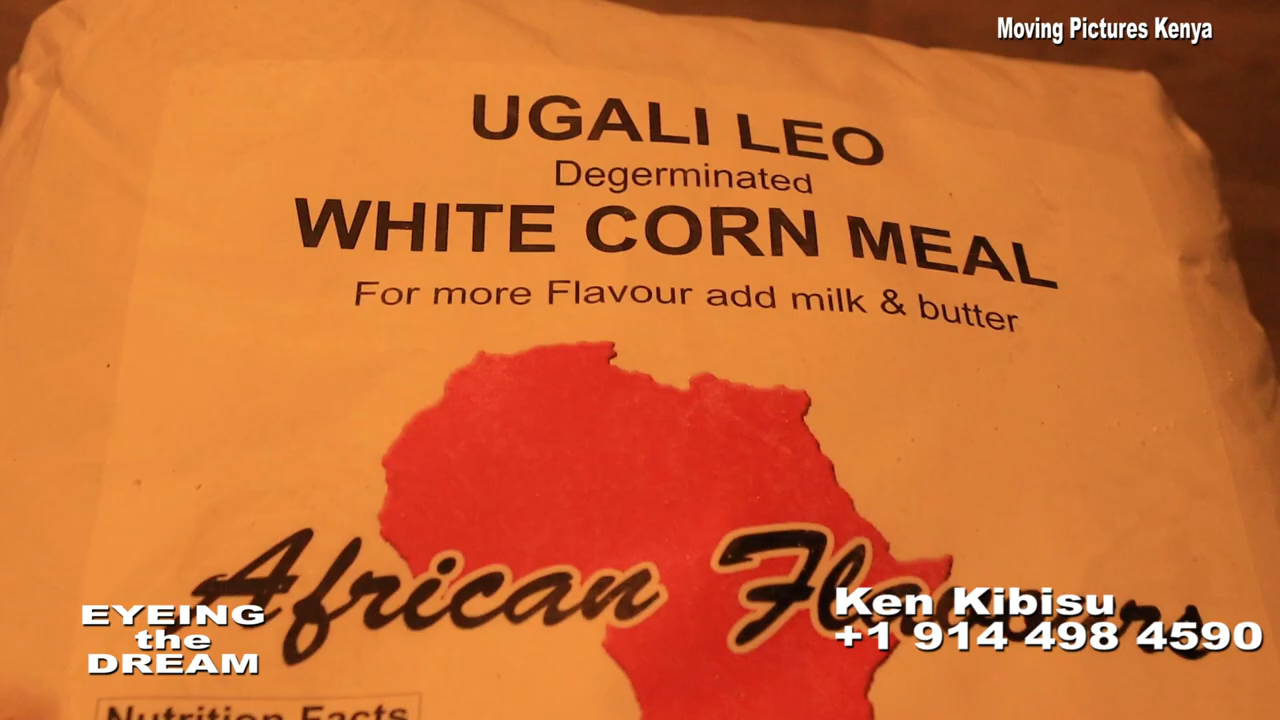 Moving Pictures Kenya
UGALI LEO
Degerminated
WHITE CORN MEAL
For more Flavour add milk & butter
African Flavours
EYEING
the
DREAM
Ken Kibisu
+1 914 498 4590
Nutrition Facts